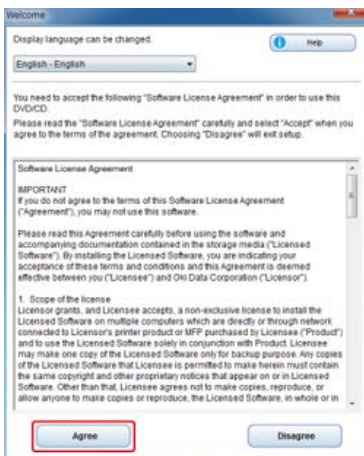 Welcome
Display language can be changed.
Help
English - English
You need to accept the following "Software License Agreement" in order to use this
DVD/CD.
Please read the "Software License Agreement" carefully and select "Accept" when you
agree to the terms of the agreement. Choosing "Disagree" will exit setup.
Software License Agreement
IMPORTANT
If you do not agree to the terms of this Software License Agreement
("Agreement"), you may not use this software.
Please read this Agreement carefully before using the software and
accompanying documentation contained in the storage media ("Licensed
Software"). By installing the Licensed Software, you are indicating your
acceptance of these terms and conditions and this Agreement is deemed
effective between you ("Licensee") and Oki Data Corporation ("Licensor").
1. Scope of the license
Licensor grants, and Licensee accepts, a non-exclusive license to install the
Licensed Software on multiple computers which are directly or through network
connected to Licensor's printer product or MFP purchased by Licensee ("Product")
and to use the Licensed Software solely in conjunction with Product. Licensee
may make one copy of the Licensed Software only for backup purpose. Any copies
of the Licensed Software that Licensee is permitted to make herein must contain
the same copyright and other proprietary notices that appear on or in Licensed
Software. Other than that, Licensee agrees not to make copies, reproduce, or
allow anyone to make copies or reproduce, the Licensed Software, in whole or in
Agree
Disagree